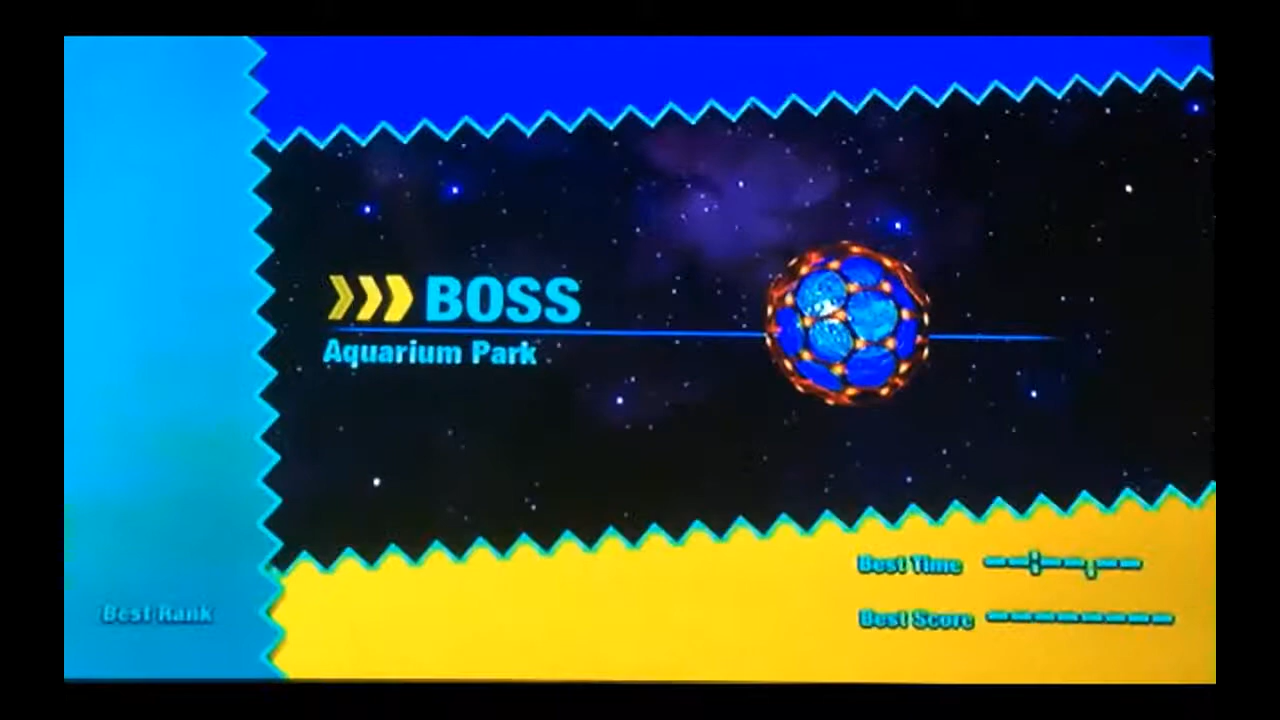 BOSS
Aquarium Park
Best Time --:--.--
Best Score --------
Best Rank